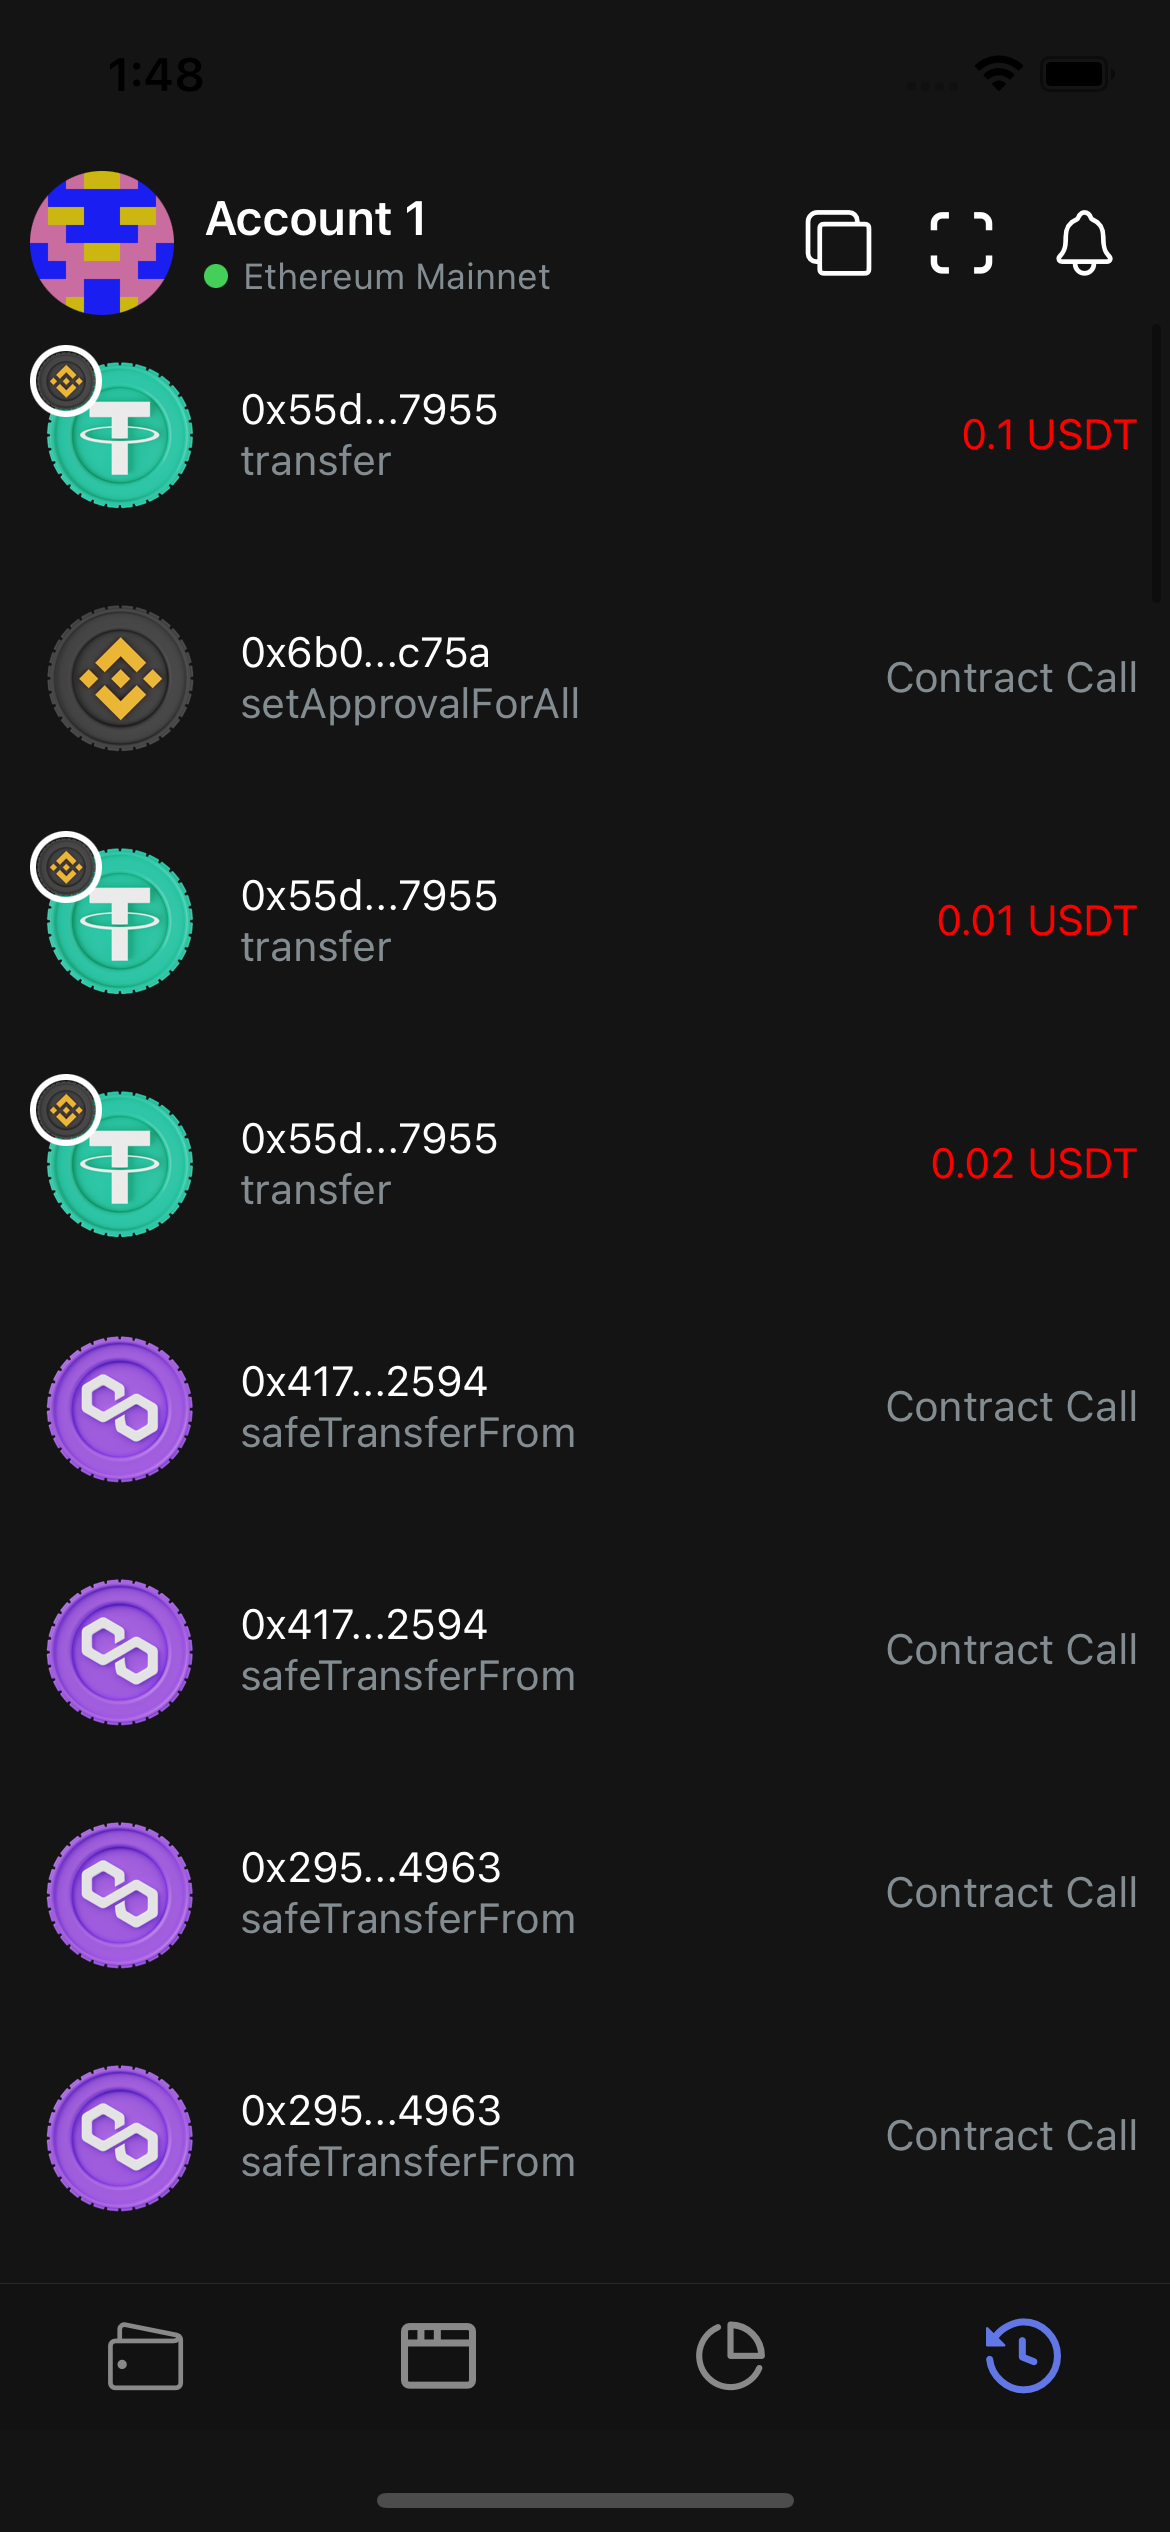 1:48
Account 1
Ethereum Mainnet
0x55d...7955
transfer
0.1 USDT
0x6b0...c75a
setApprovalForAll
Contract Call
0x55d...7955
transfer
0.01 USDT
0x55d...7955
transfer
0.02 USDT
0x417...2594
safeTransferFrom
Contract Call
0x417...2594
safeTransferFrom
Contract Call
0x295...4963
safeTransferFrom
Contract Call
0x295...4963
safeTransferFrom
Contract Call